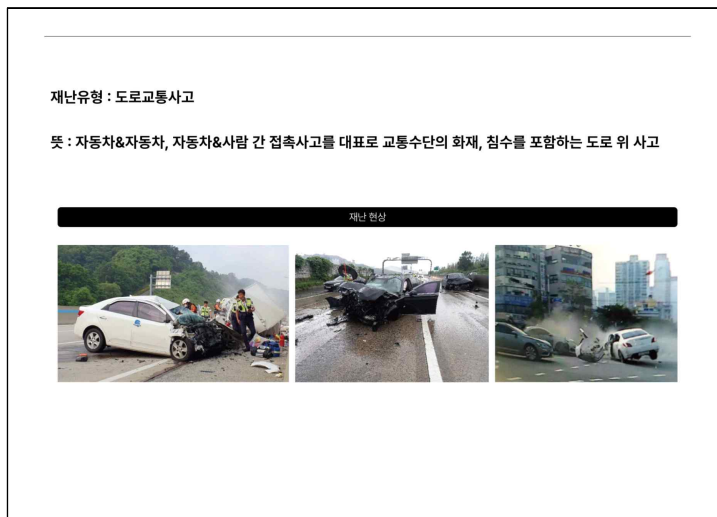 재난유형 : 도로교통사고
뜻 : 자동차&자동차, 자동차&사람 간 접촉사고를 대표로 교통수단의 화재, 침수를 포함하는 도로 위 사고
재난 현상